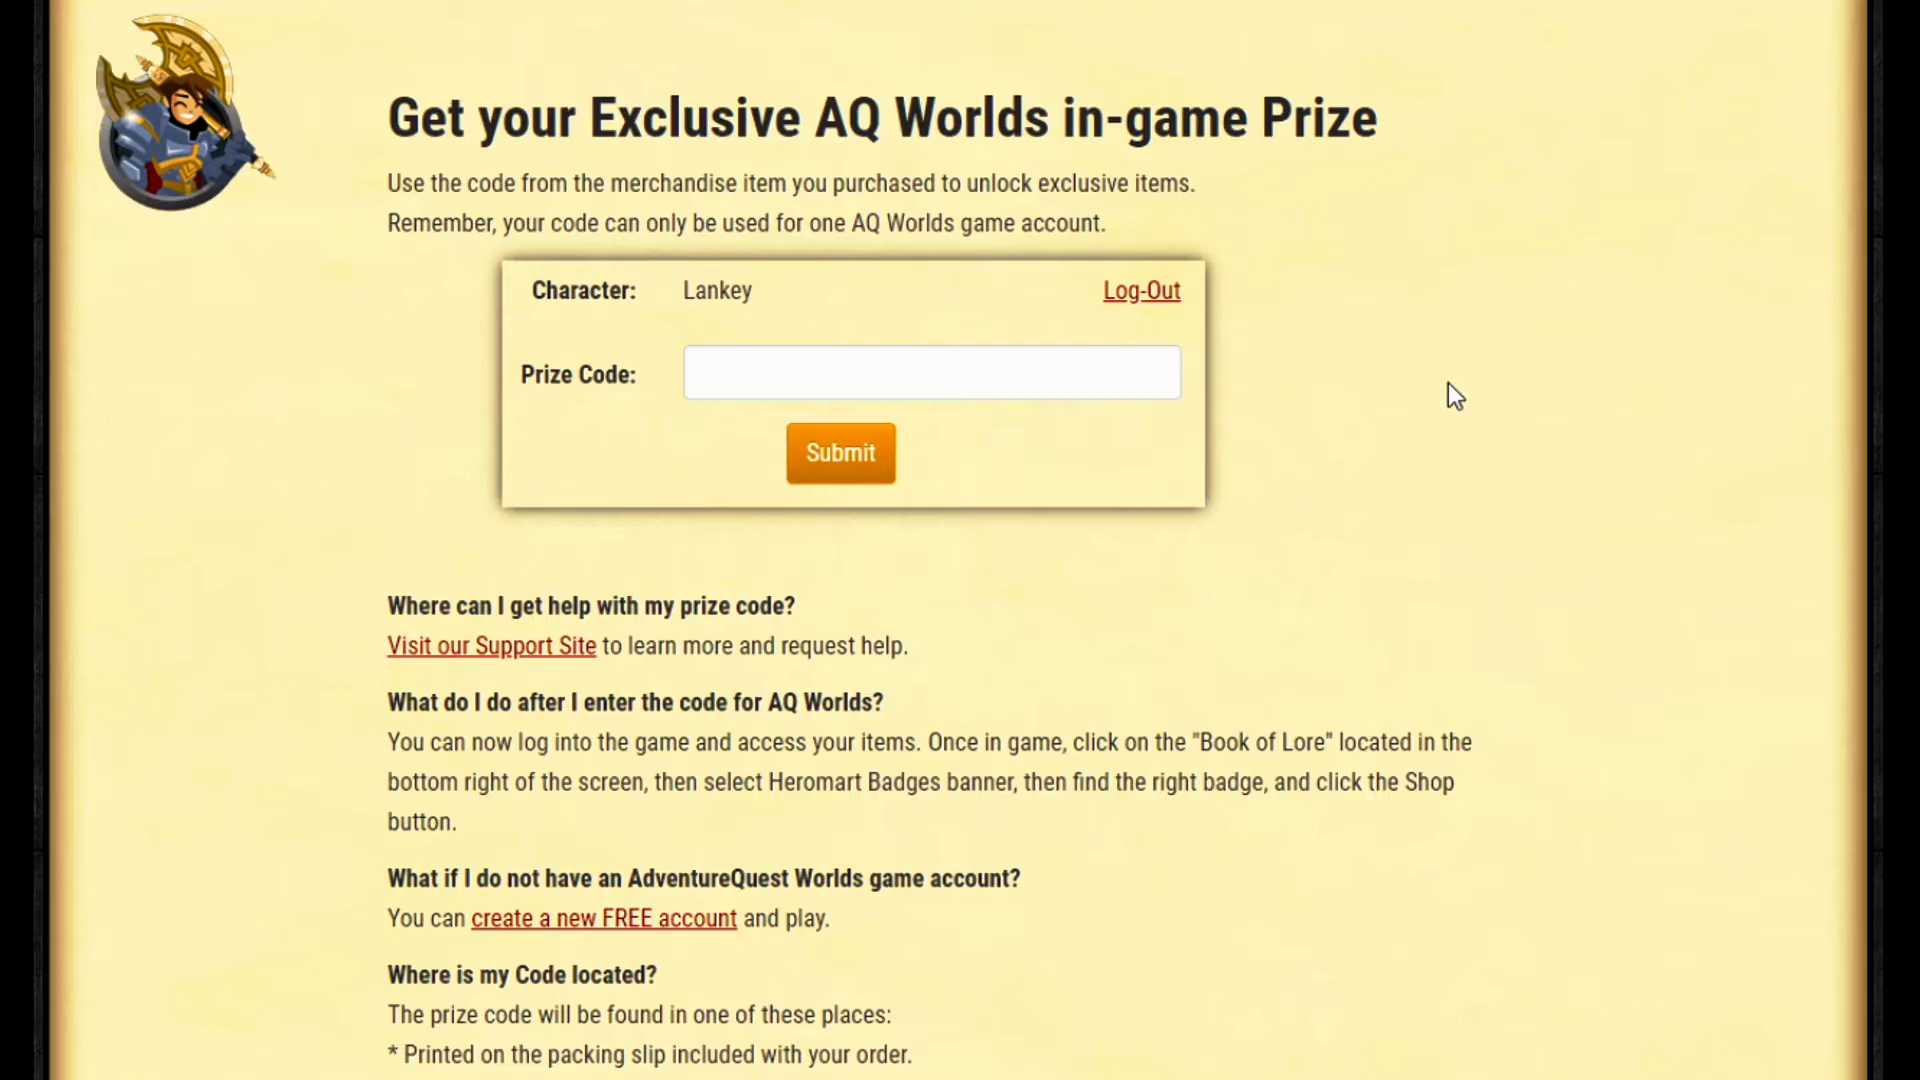 Get your Exclusive AQ Worlds in-game Prize
Use the code from the merchandise item you purchased to unlock exclusive items.
Remember, your code can only be used for one AQ Worlds game account.
Character: Lankey Log-Out
Prize Code:
Submit
Where can I get help with my prize code?
Visit our Support Site to learn more and request help.
What do I do after I enter the code for AQ Worlds?
You can now log into the game and access your items. Once in game, click on the "Book of Lore" located in the
bottom right of the screen, then select Heromart Badges banner, then find the right badge, and click the Shop
button.
What if I do not have an AdventureQuest Worlds game account?
You can create a new FREE account and play.
Where is my Code located?
The prize code will be found in one of these places:
* Printed on the packing slip included with your order.